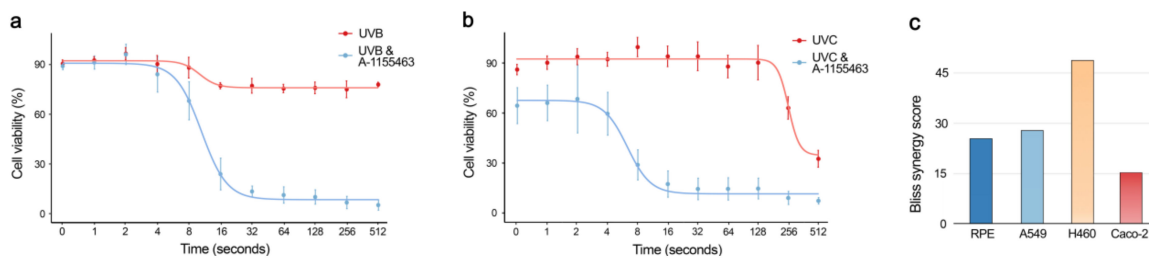 a
UVB
UVB &
A-1155463
Cell viability (%)
90
60
30
0
0 1 2 4 8 16 32 64 128 256 512
Time (seconds)
b
UVC
UVC &
A-1155463
Cell viability (%)
90
60
30
0
0 1 2 4 8 16 32 64 128 256 512
Time (seconds)
c
Bliss synergy score
45
30
15
0
RPE A549 H460 Caco-2